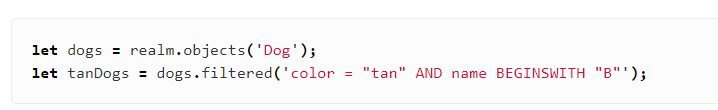 let dogs = realm.objects('Dog');
let tanDogs = dogs.filtered('color = "tan" AND name BEGINSWITH "B"');